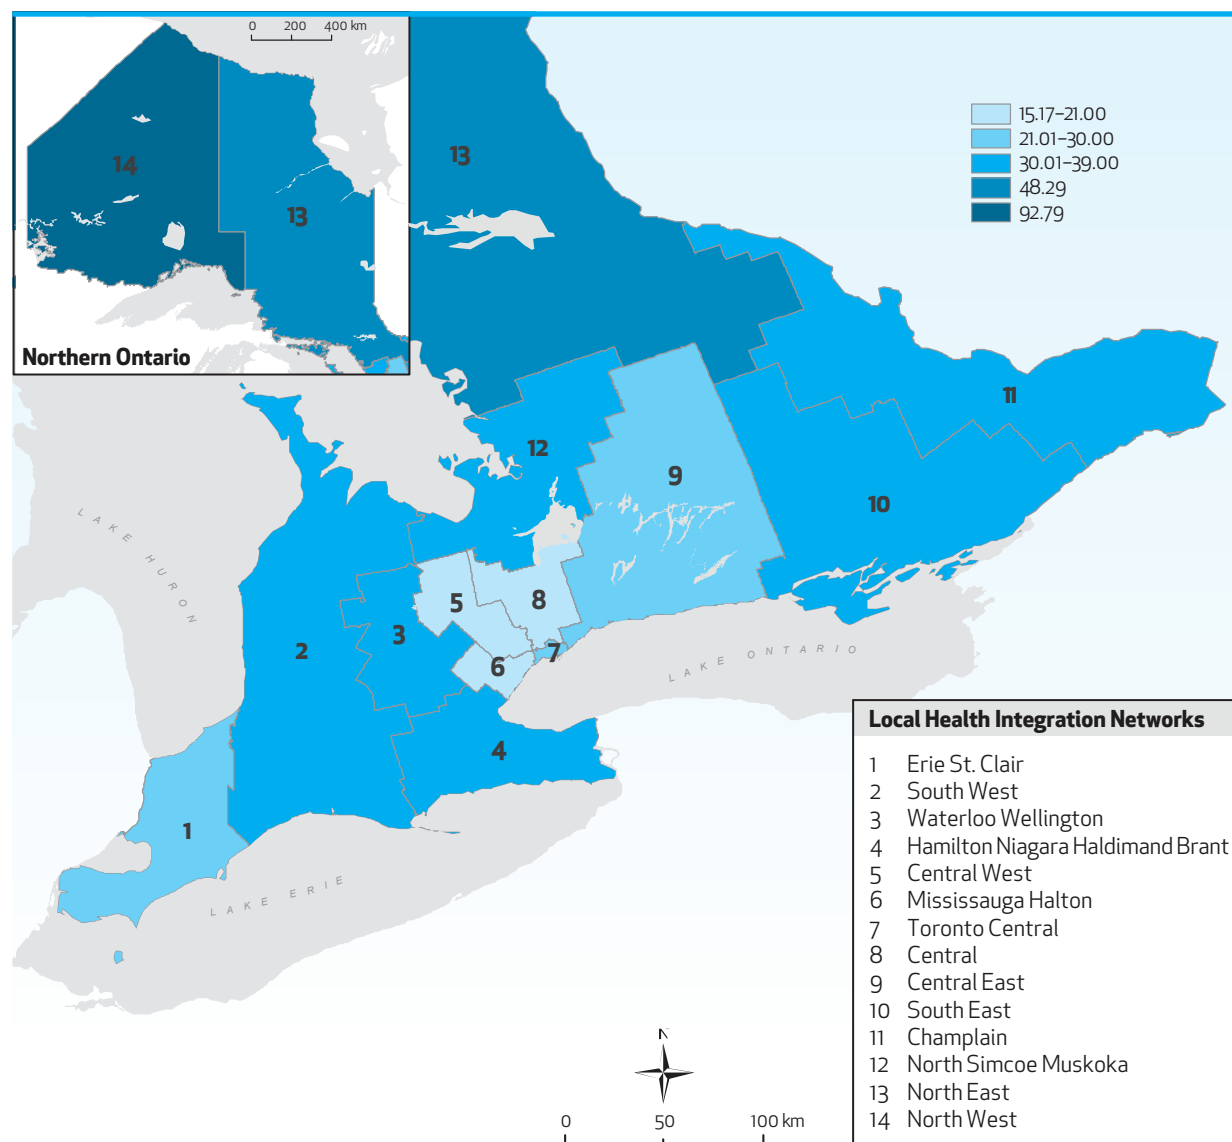 0 200 400 km
14
13
Northern Ontario
13
15.17–21.00
21.01–30.00
30.01–39.00
48.29
92.79
11
12
9
10
LAKE HURON
5
8
3
2
7
6
LAKE ONTARIO
4
1
LAKE ERIE
Local Health Integration Networks
1 Erie St. Clair
2 South West
3 Waterloo Wellington
4 Hamilton Niagara Haldimand Brant
5 Central West
6 Mississauga Halton
7 Toronto Central
8 Central
9 Central East
10 South East
11 Champlain
12 North Simcoe Muskoka
13 North East
14 North West
N
0 50 100 km